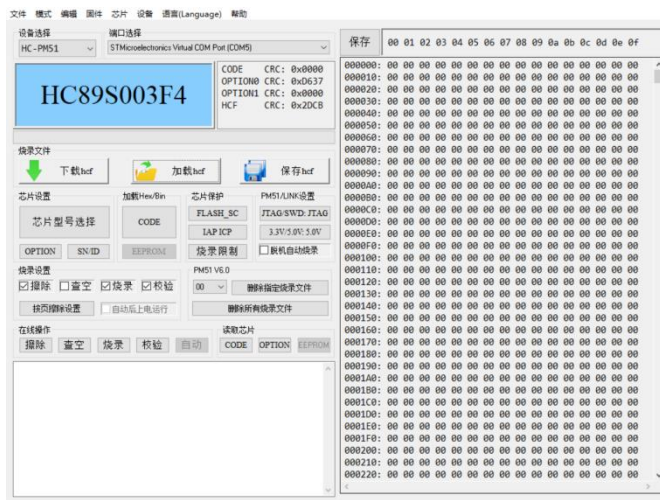 文件 模式 编辑 固件 芯片 设备 语言(Language) 帮助
设备选择 端口选择
HC-PM51 STMicroelectronics Virtual COM Port (COM5)
HC89S003F4
CODE CRC: 0x0000
OPTION0 CRC: 0xD637
OPTION1 CRC: 0x0000
HCF CRC: 0x2DCB
烧录文件
下载hcf 加载hcf 保存hcf
芯片设置 加载Hex/Bin 芯片保护 PM51/LINK设置
芯片型号选择 CODE FLASH_SC JTAG/SWD: JTAG
IAP ICP 3.3V/5.0V: 5.0V
OPTION SN/ID EEPROM 烧录限制 脱机自动烧录
烧录设置 PM51 V6.0
擦除 查空 烧录 校验 00 删除指定烧录文件
按页擦除设置 自动后上电运行 删除所有烧录文件
在线操作 读取芯片
擦除 查空 烧录 校验 自动 CODE OPTION EEPROM
保存 00 01 02 03 04 05 06 07 08 09 0a 0b 0c 0d 0e 0f
000000: 00 00 00 00 00 00 00 00 00 00 00 00 00 00 00 00
000010: 00 00 00 00 00 00 00 00 00 00 00 00 00 00 00 00
000020: 00 00 00 00 00 00 00 00 00 00 00 00 00 00 00 00
000030: 00 00 00 00 00 00 00 00 00 00 00 00 00 00 00 00
000040: 00 00 00 00 00 00 00 00 00 00 00 00 00 00 00 00
000050: 00 00 00 00 00 00 00 00 00 00 00 00 00 00 00 00
000060: 00 00 00 00 00 00 00 00 00 00 00 00 00 00 00 00
000070: 00 00 00 00 00 00 00 00 00 00 00 00 00 00 00 00
000080: 00 00 00 00 00 00 00 00 00 00 00 00 00 00 00 00
000090: 00 00 00 00 00 00 00 00 00 00 00 00 00 00 00 00
0000A0: 00 00 00 00 00 00 00 00 00 00 00 00 00 00 00 00
0000B0: 00 00 00 00 00 00 00 00 00 00 00 00 00 00 00 00
0000C0: 00 00 00 00 00 00 00 00 00 00 00 00 00 00 00 00
0000D0: 00 00 00 00 00 00 00 00 00 00 00 00 00 00 00 00
0000E0: 00 00 00 00 00 00 00 00 00 00 00 00 00 00 00 00
0000F0: 00 00 00 00 00 00 00 00 00 00 00 00 00 00 00 00
000100: 00 00 00 00 00 00 00 00 00 00 00 00 00 00 00 00
000110: 00 00 00 00 00 00 00 00 00 00 00 00 00 00 00 00
000120: 00 00 00 00 00 00 00 00 00 00 00 00 00 00 00 00
000130: 00 00 00 00 00 00 00 00 00 00 00 00 00 00 00 00
000140: 00 00 00 00 00 00 00 00 00 00 00 00 00 00 00 00
000150: 00 00 00 00 00 00 00 00 00 00 00 00 00 00 00 00
000160: 00 00 00 00 00 00 00 00 00 00 00 00 00 00 00 00
000170: 00 00 00 00 00 00 00 00 00 00 00 00 00 00 00 00
000180: 00 00 00 00 00 00 00 00 00 00 00 00 00 00 00 00
000190: 00 00 00 00 00 00 00 00 00 00 00 00 00 00 00 00
0001A0: 00 00 00 00 00 00 00 00 00 00 00 00 00 00 00 00
0001B0: 00 00 00 00 00 00 00 00 00 00 00 00 00 00 00 00
0001C0: 00 00 00 00 00 00 00 00 00 00 00 00 00 00 00 00
0001D0: 00 00 00 00 00 00 00 00 00 00 00 00 00 00 00 00
0001E0: 00 00 00 00 00 00 00 00 00 00 00 00 00 00 00 00
0001F0: 00 00 00 00 00 00 00 00 00 00 00 00 00 00 00 00
000200: 00 00 00 00 00 00 00 00 00 00 00 00 00 00 00 00
000210: 00 00 00 00 00 00 00 00 00 00 00 00 00 00 00 00
000220: 00 00 00 00 00 00 00 00 00 00 00 00 00 00 00 00